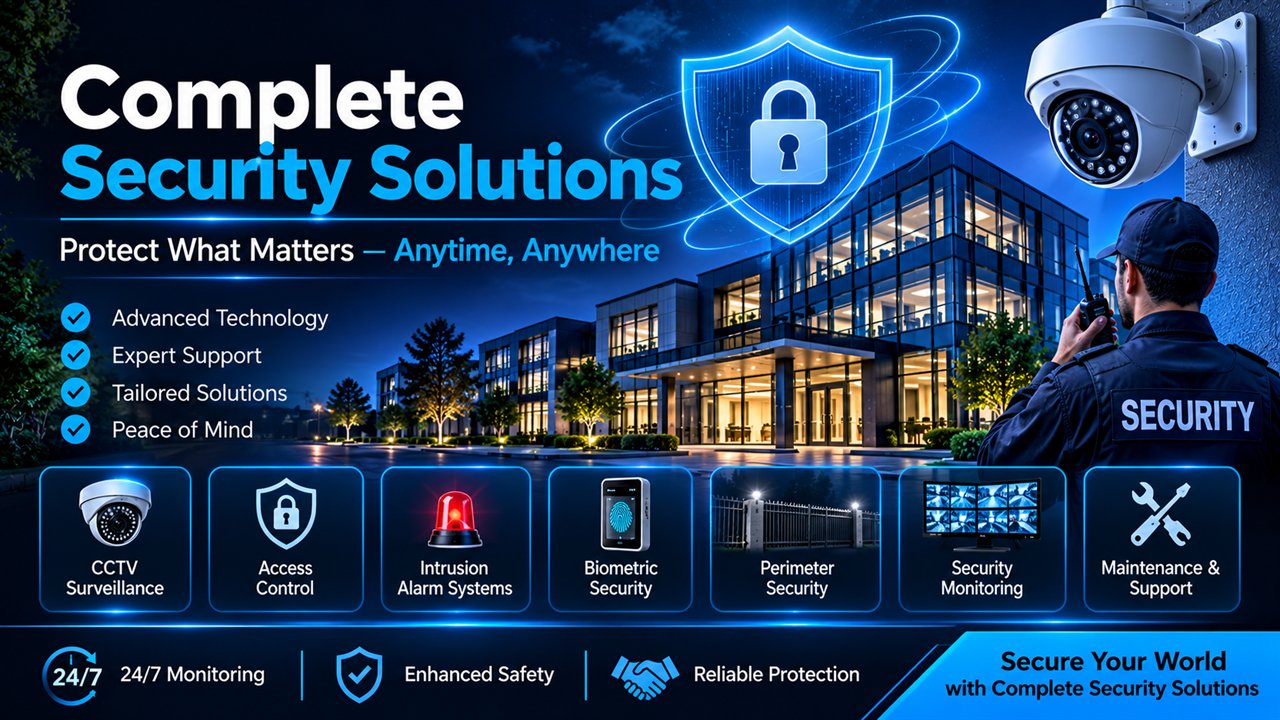 Complete
Security Solutions
Protect What Matters — Anytime, Anywhere
Advanced Technology
Expert Support
Tailored Solutions
Peace of Mind
SECURITY
CCTV
Surveillance
Access
Control
Intrusion
Alarm Systems
Biometric
Security
Perimeter
Security
Security
Monitoring
Maintenance &
Support
24/7
24/7 Monitoring
Enhanced Safety
Reliable Protection
Secure Your World
with Complete Security Solutions